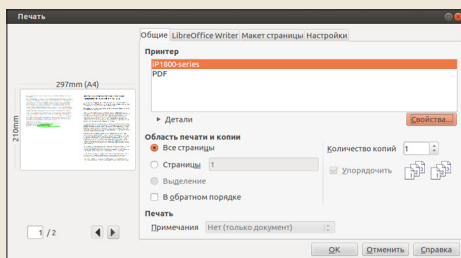 Печать
Общие LibreOffice Writer Макет страницы Настройки
Принтер
iP1800-series
PDF
297mm (A4)
210mm
Детали
Свойства...
Область печати и копии
Все страницы
Количество копий 1
Страницы 1
Упорядочить
Выделение
В обратном порядке
Печать
1 / 2
Примечания Нет (только документ)
OK Отменить Справка